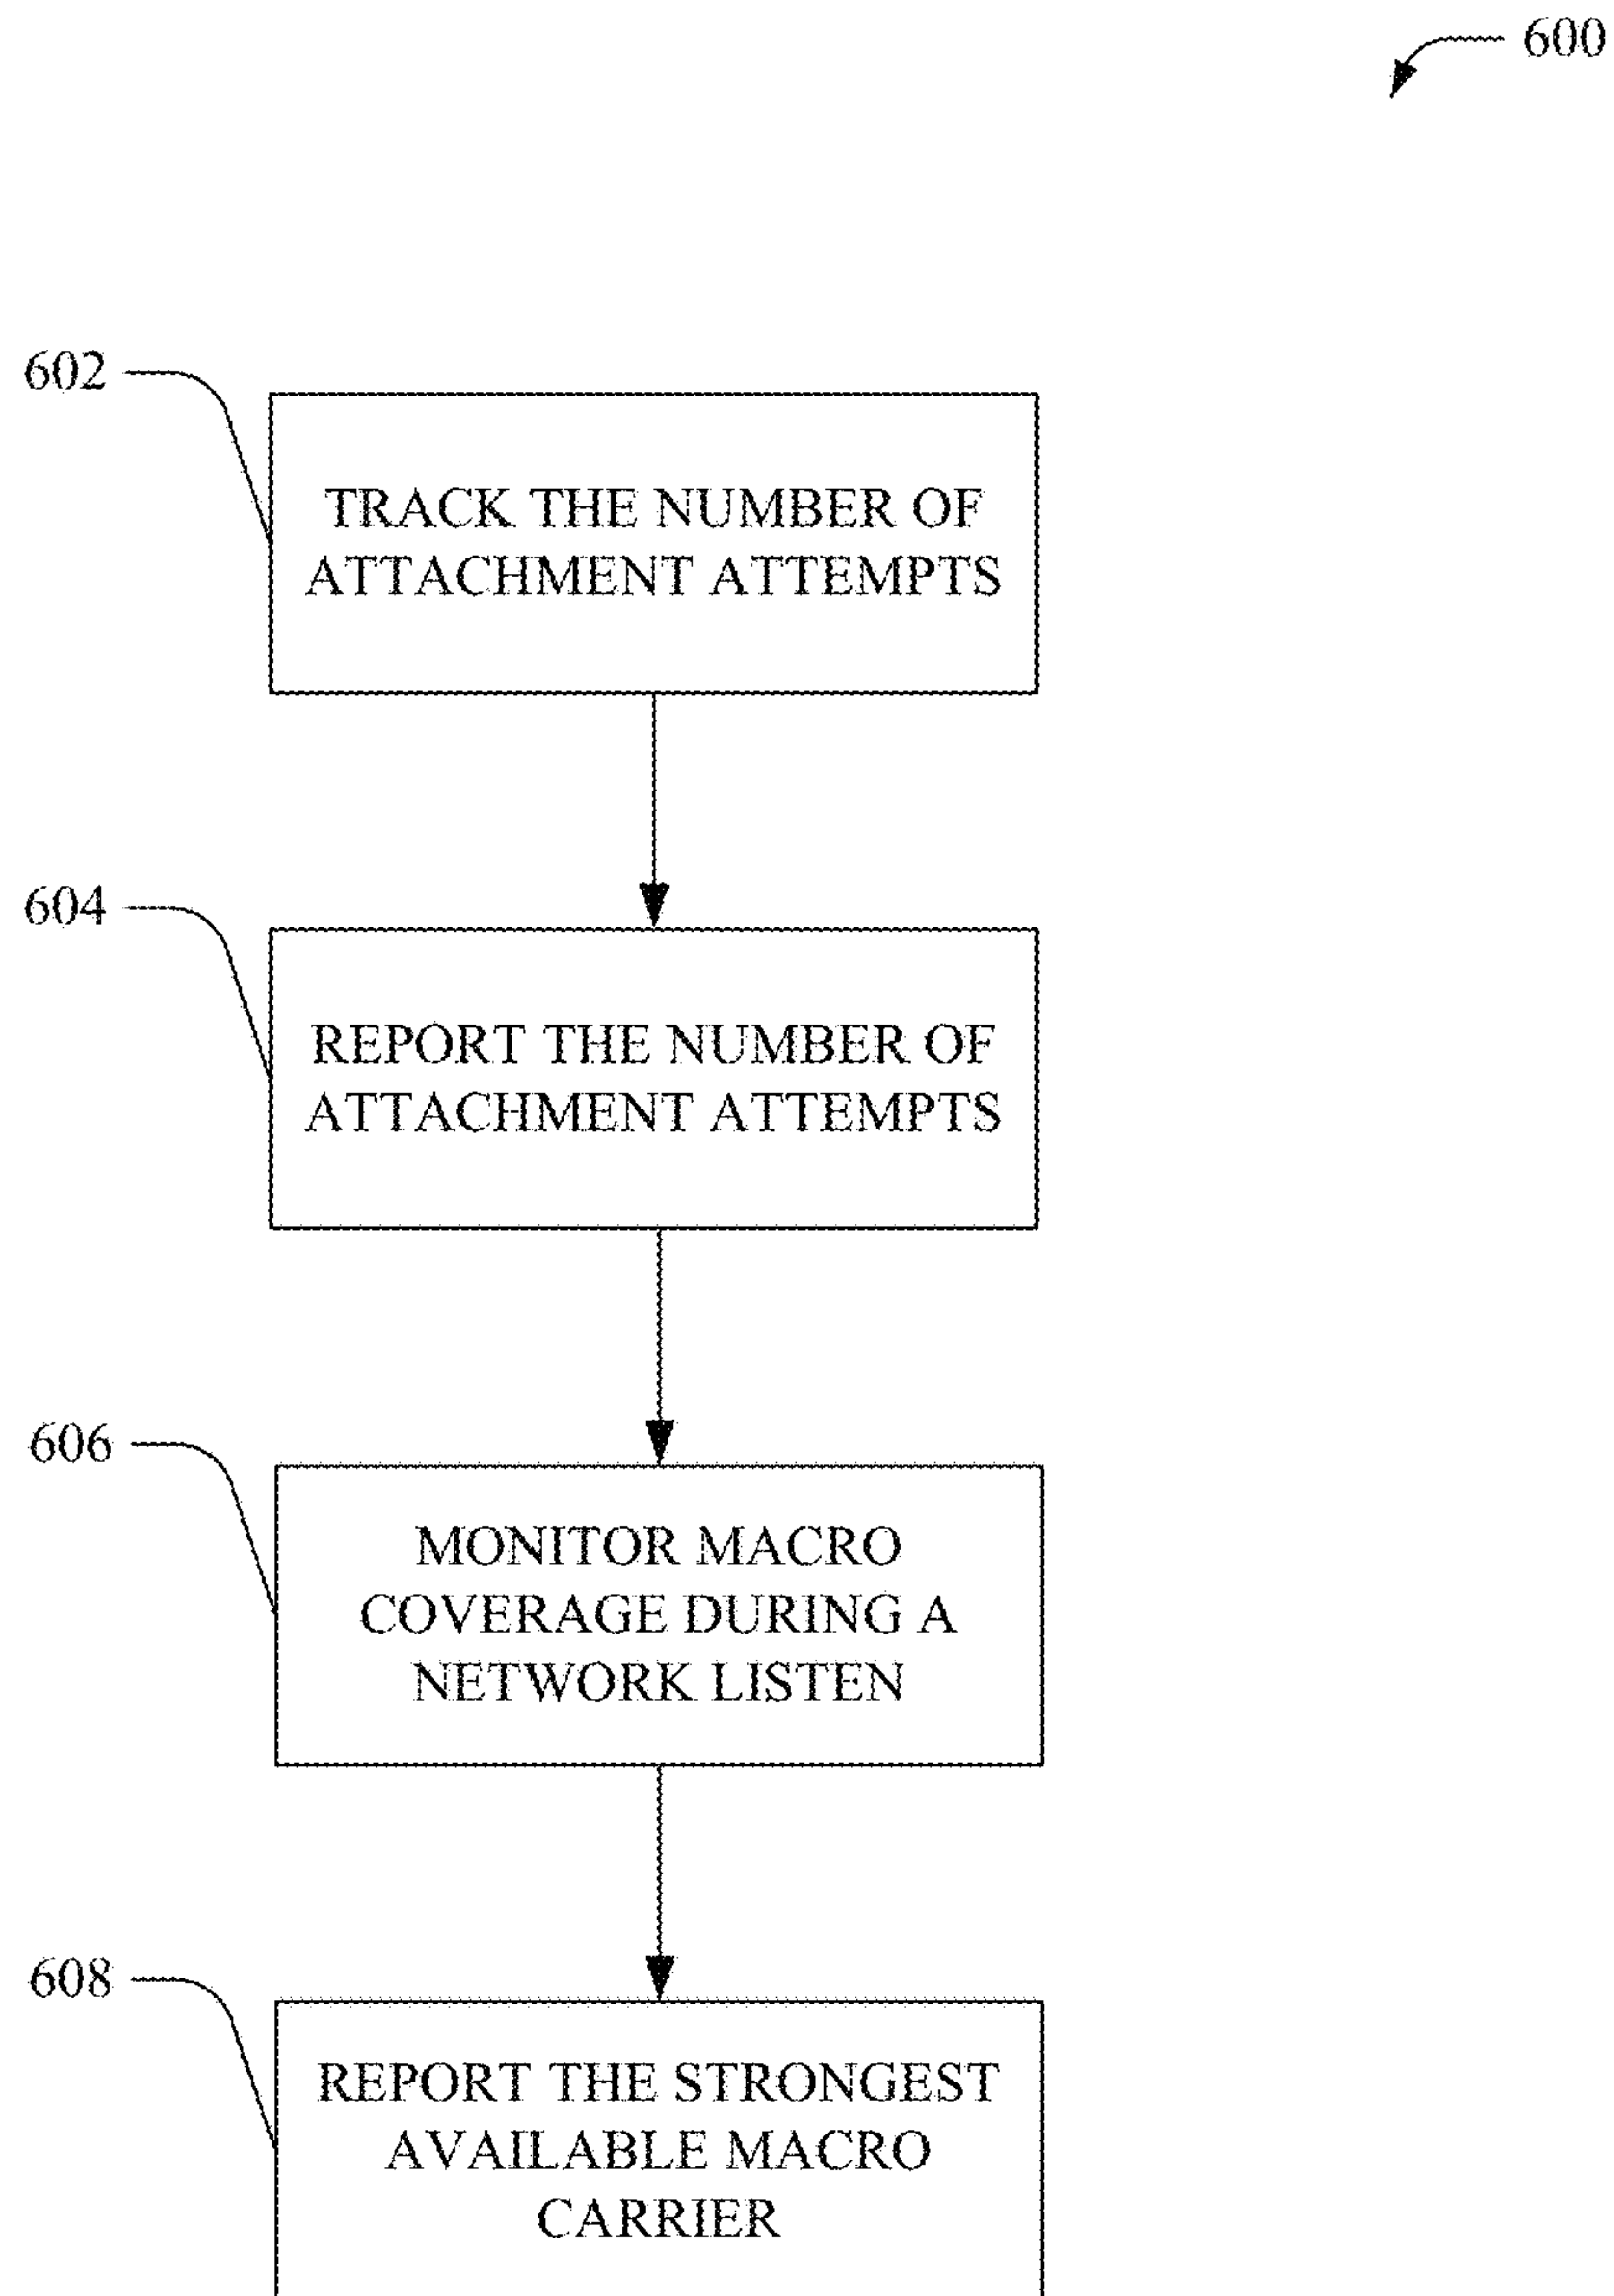 600
602
TRACK THE NUMBER OF
ATTACHMENT ATTEMPTS
604
REPORT THE NUMBER OF
ATTACHMENT ATTEMPTS
606
MONITOR MACRO
COVERAGE DURING A
NETWORK LISTEN
608
REPORT THE STRONGEST
AVAILABLE MACRO
CARRIER